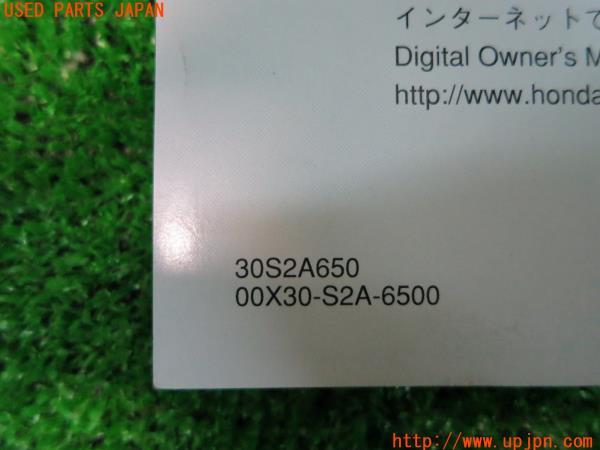 USED PARTS JAPAN
インターネットで
Digital Owner's M
http://www.honda
30S2A650
00X30-S2A-6500
http://www.upjpn.com